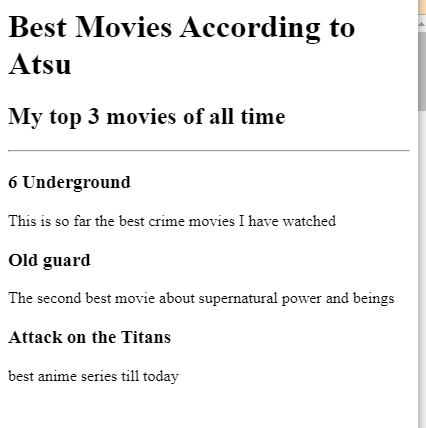 Best Movies According to
Atsu
My top 3 movies of all time
6 Underground
This is so far the best crime movies I have watched
Old guard
The second best movie about supernatural power and beings
Attack on the Titans
best anime series till today